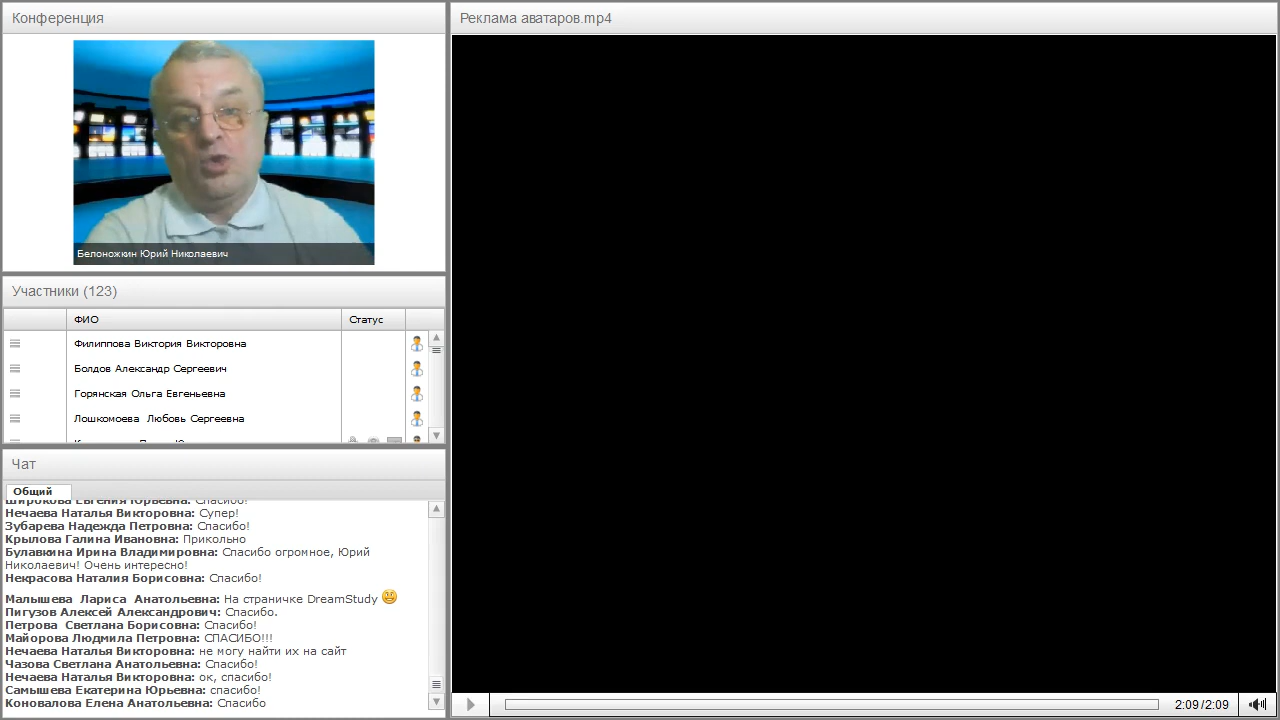 Конференция
Белоножкин Юрий Николаевич
Участники (123)
ФИО Статус
Филиппова Виктория Викторовна
Болдов Александр Сергеевич
Горянская Ольга Евгеньевна
Лошкомоева Любовь Сергеевна
Чат
Общий
Широкова Евгения Юрьевна: Спасибо!
Нечаева Наталья Викторовна: Супер!
Зубарева Надежда Петровна: Спасибо!
Крылова Галина Ивановна: Прикольно
Булавкина Ирина Владимировна: Спасибо огромное, Юрий
Николаевич! Очень интересно!
Некрасова Наталия Борисовна: Спасибо!
Малышева Лариса Анатольевна: На страничке DreamStudy
Пигузов Алексей Александрович: Спасибо.
Петрова Светлана Борисовна: Спасибо!
Майорова Людмила Петровна: СПАСИБО!!!
Нечаева Наталья Викторовна: не могу найти их на сайт
Чазова Светлана Анатольевна: Спасибо!
Нечаева Наталья Викторовна: ок, спасибо!
Самышева Екатерина Юрьевна: спасибо!
Коновалова Елена Анатольевна: Спасибо
Реклама аватаров.mp4
2:09/2:09